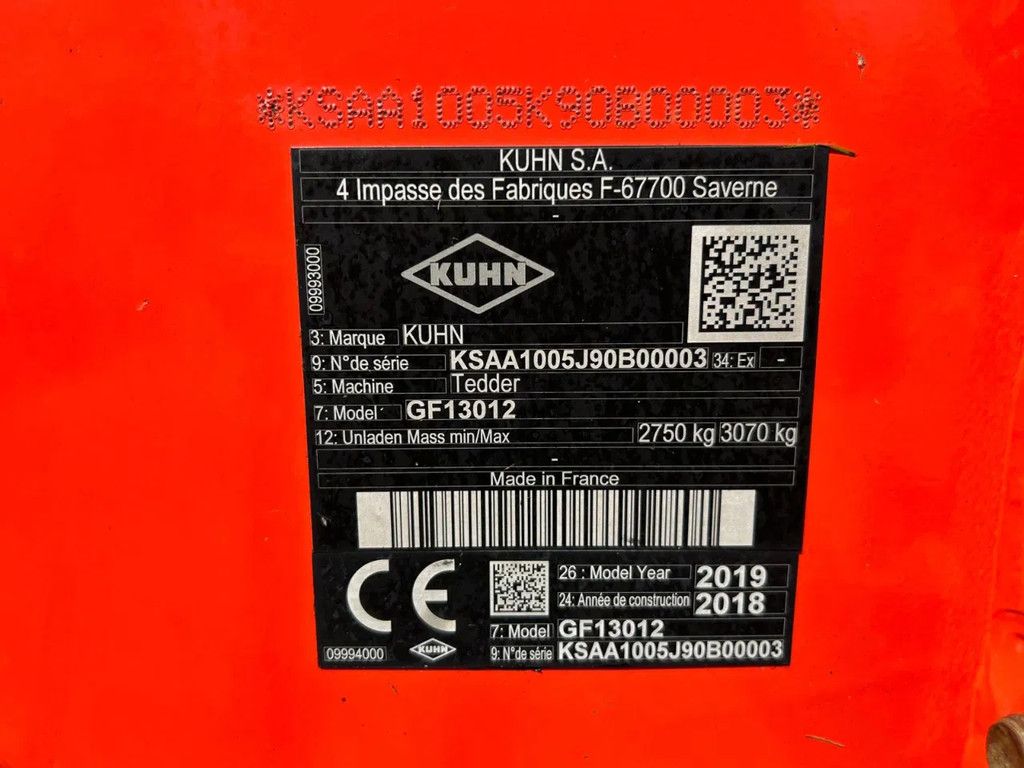 *KSAA1005K90B00003*
KUHN S.A.
4 Impasse des Fabriques F-67700 Saverne
-
09993000
KUHN
3: Marque KUHN
9: N°de série KSAA1005J90B00003 34: Ex -
5: Machine Tedder
7: Model GF13012
12: Unladen Mass min/Max 2750 kg 3070 kg
-
Made in France
CE
26 : Model Year 2019
24: Année de construction 2018
7: Model GF13012
9: N°de série KSAA1005J90B00003
09994000 KUHN